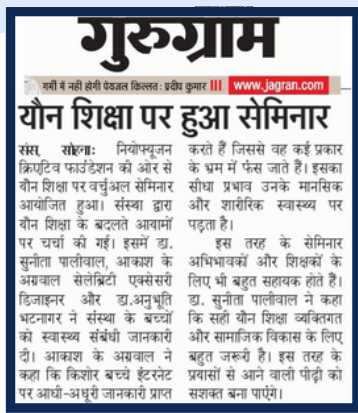 गुरुग्राम
गर्मी में नहीं होगी पेयजल किल्लत: प्रदीप कुमार III www.jagran.com
यौन शिक्षा पर हुआ सेमिनार
संस, सोहना: नियोफ्यूजन
क्रिएटिव फाउंडेशन की ओर से
यौन शिक्षा पर वर्चुअल सेमिनार
आयोजित हुआ। संस्था द्वारा
यौन शिक्षा के बदलते आयामों
पर चर्चा की गई। इसमें डा.
सुनीता पालीवाल, आकाश के
अग्रवाल सेलेब्रिटी एक्सेसरी
डिजाइनर और डा.अनुभूति
भटनागर ने संस्था के बच्चों
को स्वास्थ्य संबंधी जानकारी
दी। आकाश के अग्रवाल ने
कहा कि किशोर बच्चे इंटरनेट
पर आधी-अधूरी जानकारी प्राप्त
करते हैं जिससे वह कई प्रकार
के भ्रम में फंस जाते हैं। इसका
सीधा प्रभाव उनके मानसिक
और शारीरिक स्वास्थ्य पर
पड़ता है।
इस तरह के सेमिनार
अभिभावकों और शिक्षकों के
लिए भी बहुत सहायक होते हैं।
डा. सुनीता पालीवाल ने कहा
कि सही यौन शिक्षा व्यक्तिगत
और सामाजिक विकास के लिए
बहुत जरूरी है। इस तरह के
प्रयासों से आने वाली पीढ़ी को
सशक्त बना पाएंगे।